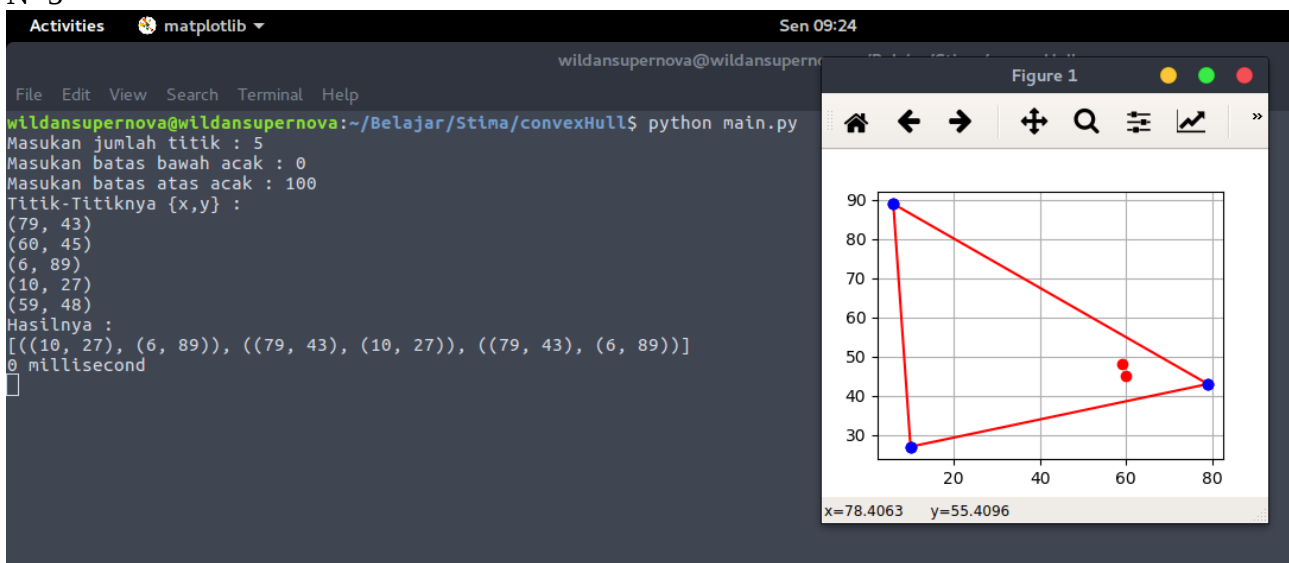 Activities matplotlib Sen 09:24
File Edit View Search Terminal Help
wildansupernova@wildansupernova:~/Belajar/Stima/convexHull$ python main.py
Masukan jumlah titik : 5
Masukan batas bawah acak : 0
Masukan batas atas acak : 100
Titik-Titiknya {x,y} :
(79, 43)
(60, 45)
(6, 89)
(10, 27)
(59, 48)
Hasilnya :
[((10, 27), (6, 89)), ((79, 43), (10, 27)), ((79, 43), (6, 89))]
0 millisecond
Figure 1
»
90
80
70
60
50
40
30
20 40 60 80
x=78.4063 y=55.4096